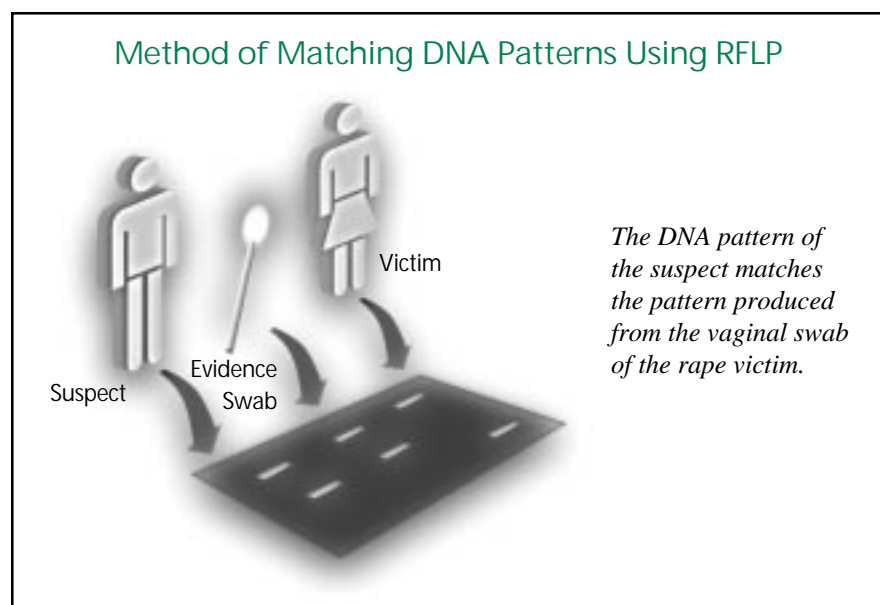 Method of Matching DNA Patterns Using RFLP
Victim
Evidence
Swab
Suspect
The DNA pattern of
the suspect matches
the pattern produced
from the vaginal swab
of the rape victim.